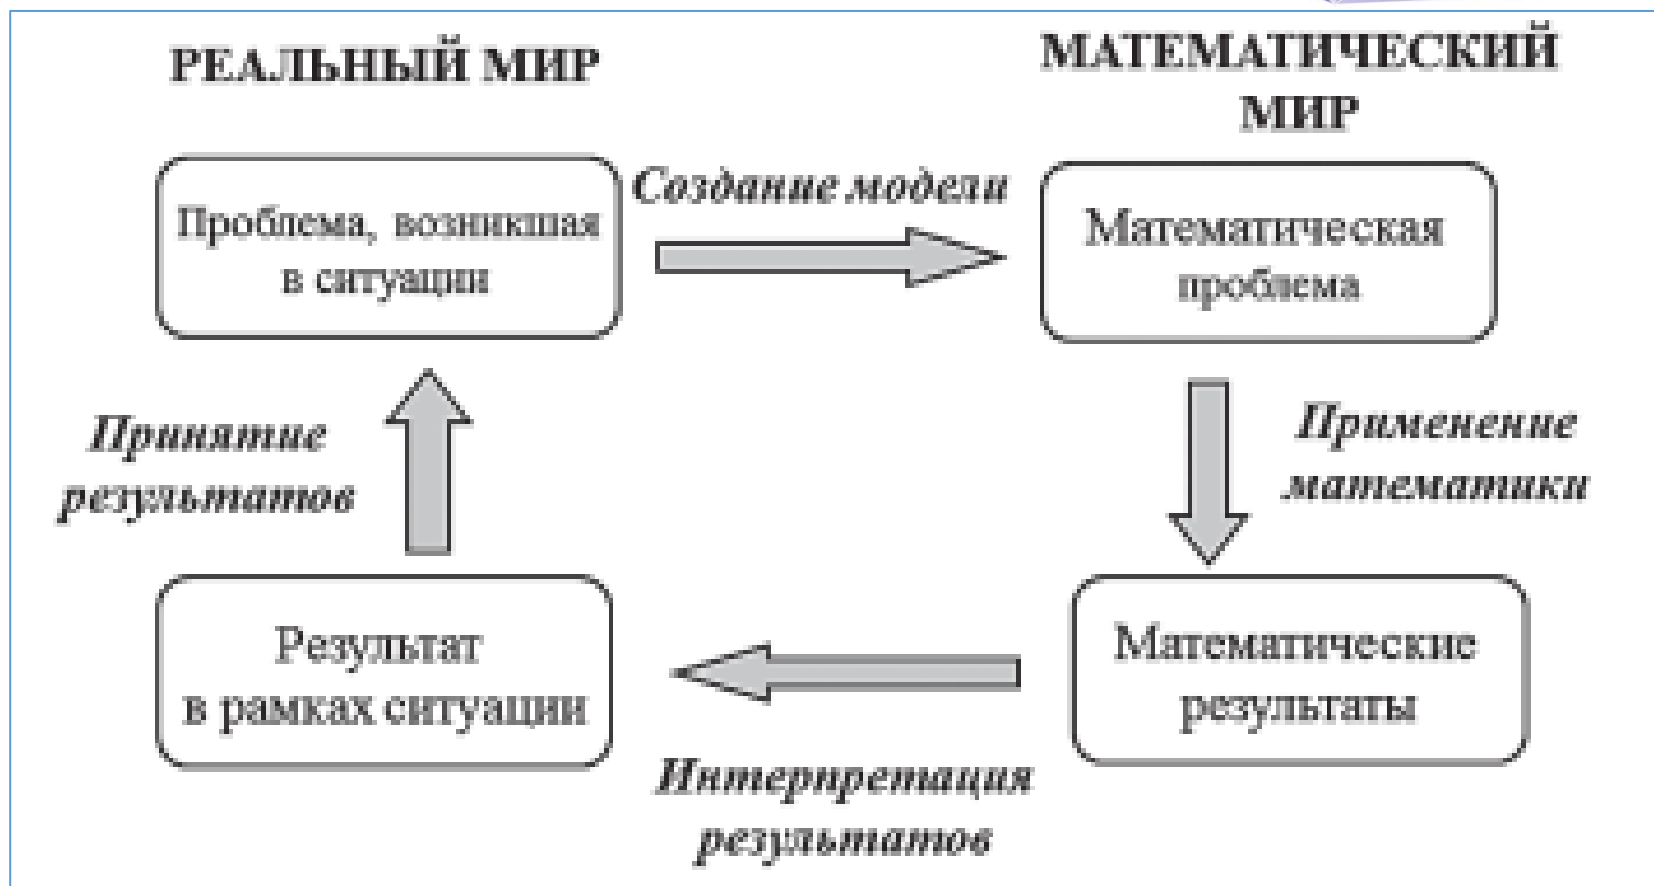 РЕАЛЬНЫЙ МИР
МАТЕМАТИЧЕСКИЙ
МИР
Проблема, возникшая
в ситуации
Создание модели
Математическая
проблема
Принятие
результатов
Применение
математики
Результат
в рамках ситуации
Математические
результаты
Интерпретация
результатов